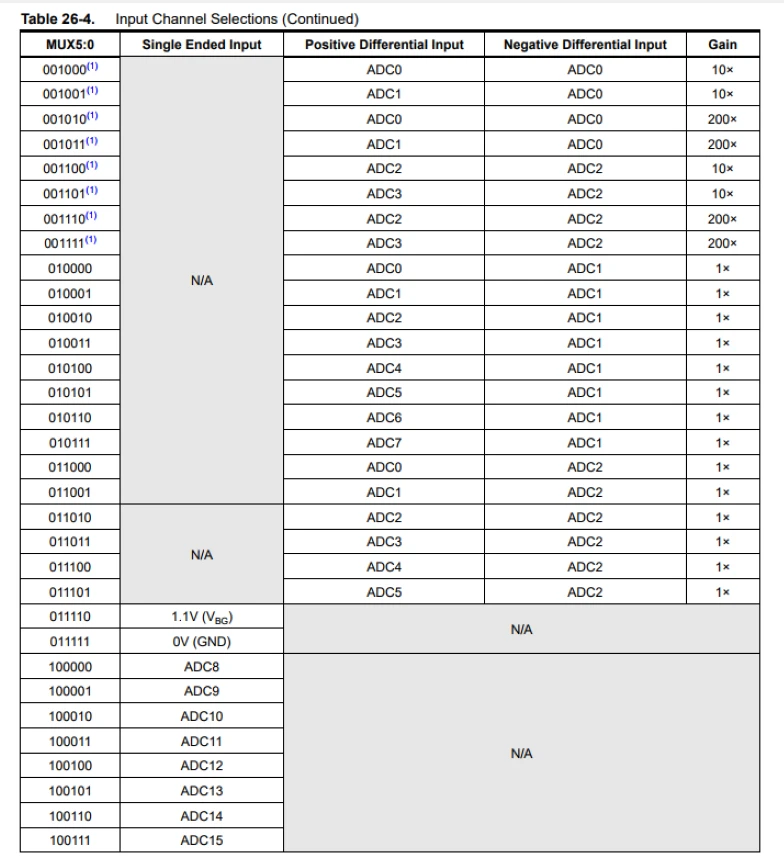 Table 26-4. Input Channel Selections (Continued)
MUX5:0 Single Ended Input Positive Differential Input Negative Differential Input Gain
001000(1) ADC0 ADC0 10×
001001(1) ADC1 ADC0 10×
001010(1) ADC0 ADC0 200×
001011(1) ADC1 ADC0 200×
001100(1) ADC2 ADC2 10×
001101(1) ADC3 ADC2 10×
001110(1) ADC2 ADC2 200×
001111(1) ADC3 ADC2 200×
010000 ADC0 ADC1 1×
N/A
010001 ADC1 ADC1 1×
010010 ADC2 ADC1 1×
010011 ADC3 ADC1 1×
010100 ADC4 ADC1 1×
010101 ADC5 ADC1 1×
010110 ADC6 ADC1 1×
010111 ADC7 ADC1 1×
011000 ADC0 ADC2 1×
011001 ADC1 ADC2 1×
011010 ADC2 ADC2 1×
011011 ADC3 ADC2 1×
N/A
011100 ADC4 ADC2 1×
011101 ADC5 ADC2 1×
011110 1.1V (VBG)
N/A
011111 0V (GND)
100000 ADC8
100001 ADC9
100010 ADC10
100011 ADC11
N/A
100100 ADC12
100101 ADC13
100110 ADC14
100111 ADC15